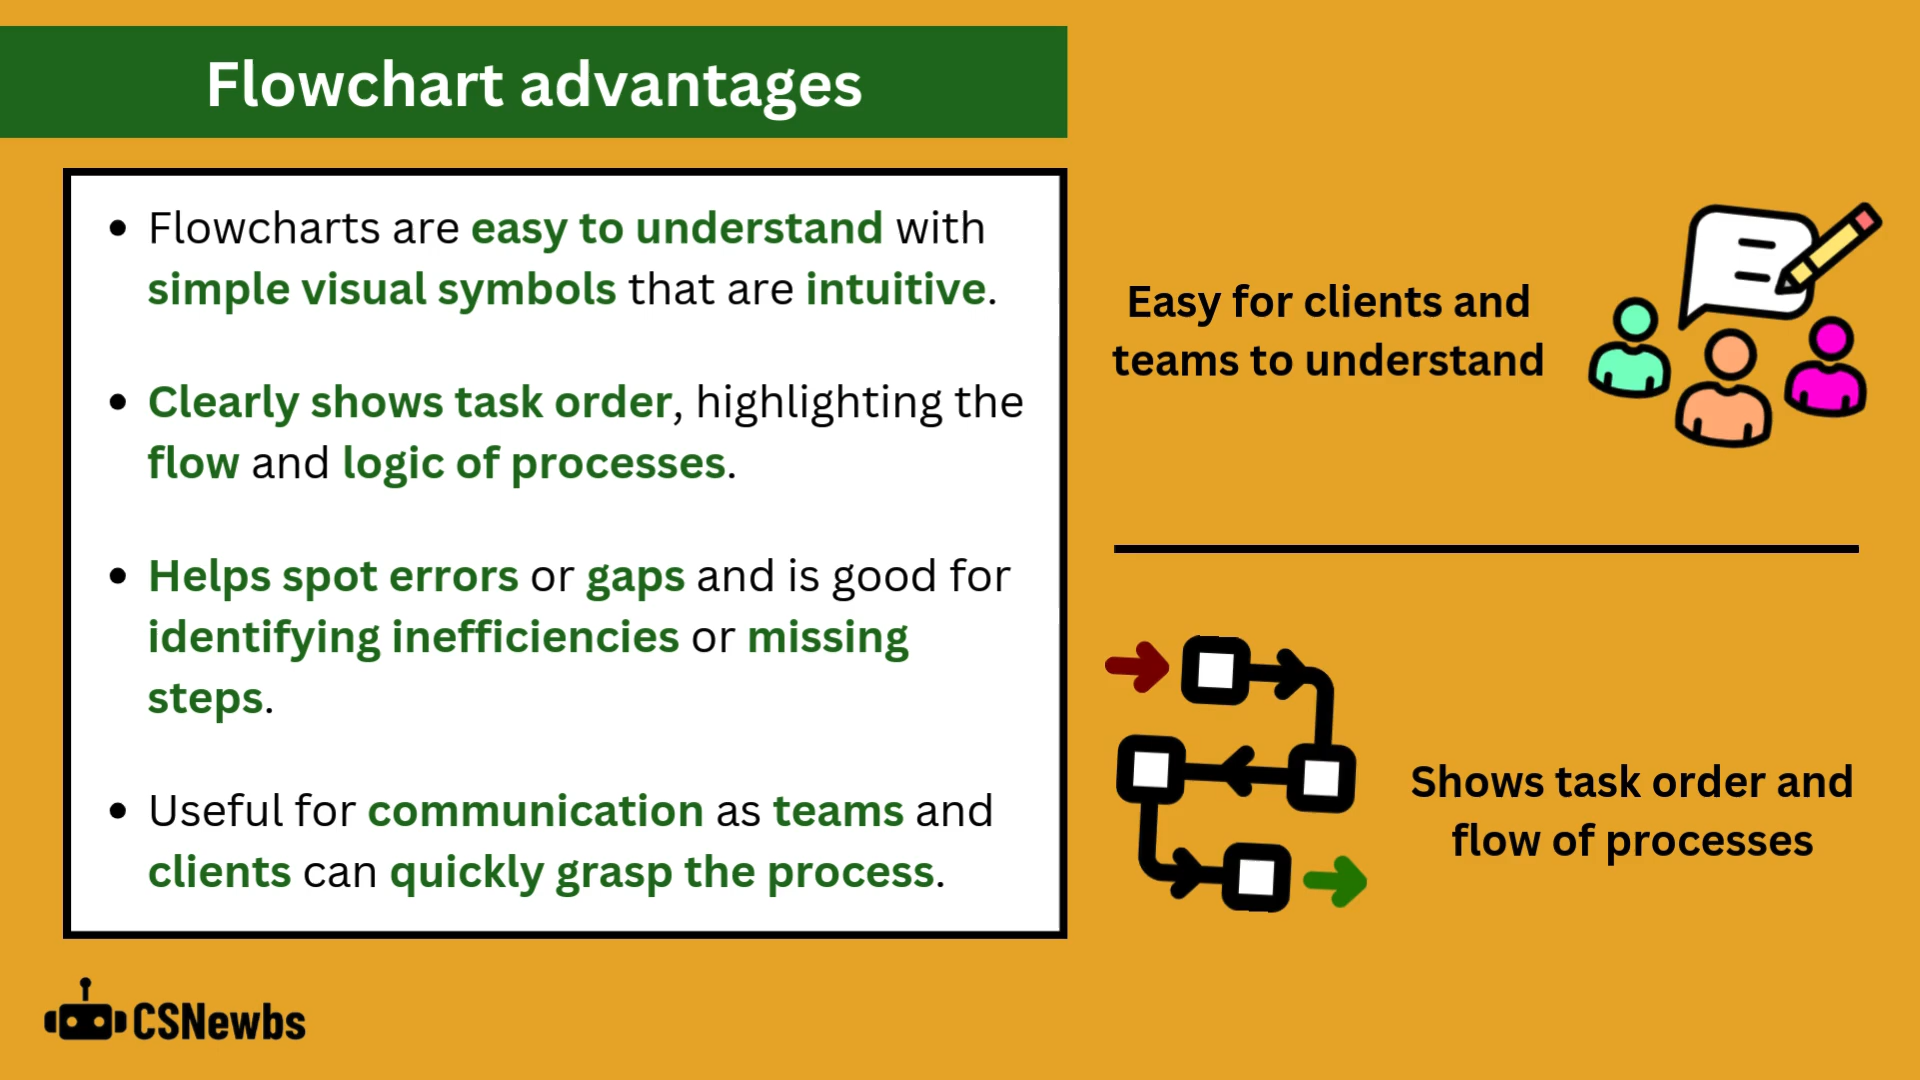 Flowchart advantages
• Flowcharts are easy to understand with
simple visual symbols that are intuitive.
• Clearly shows task order, highlighting the
flow and logic of processes.
• Helps spot errors or gaps and is good for
identifying inefficiencies or missing
steps.
• Useful for communication as teams and
clients can quickly grasp the process.
Easy for clients and
teams to understand
Shows task order and
flow of processes
CSNewbs